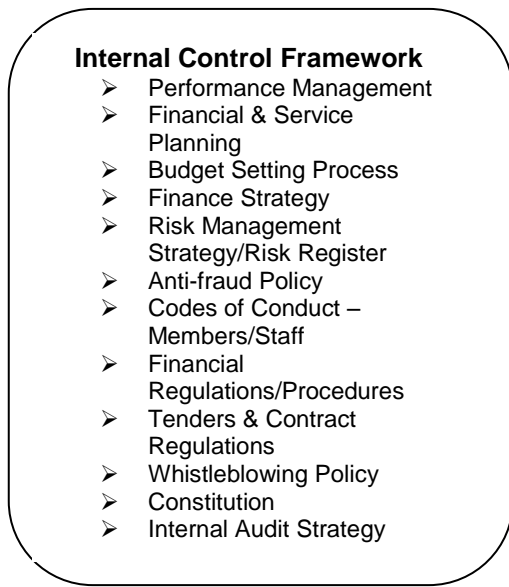 Internal Control Framework
➢ Performance Management
➢ Financial & Service
Planning
➢ Budget Setting Process
➢ Finance Strategy
➢ Risk Management
Strategy/Risk Register
➢ Anti-fraud Policy
➢ Codes of Conduct –
Members/Staff
➢ Financial
Regulations/Procedures
➢ Tenders & Contract
Regulations
➢ Whistleblowing Policy
➢ Constitution
➢ Internal Audit Strategy